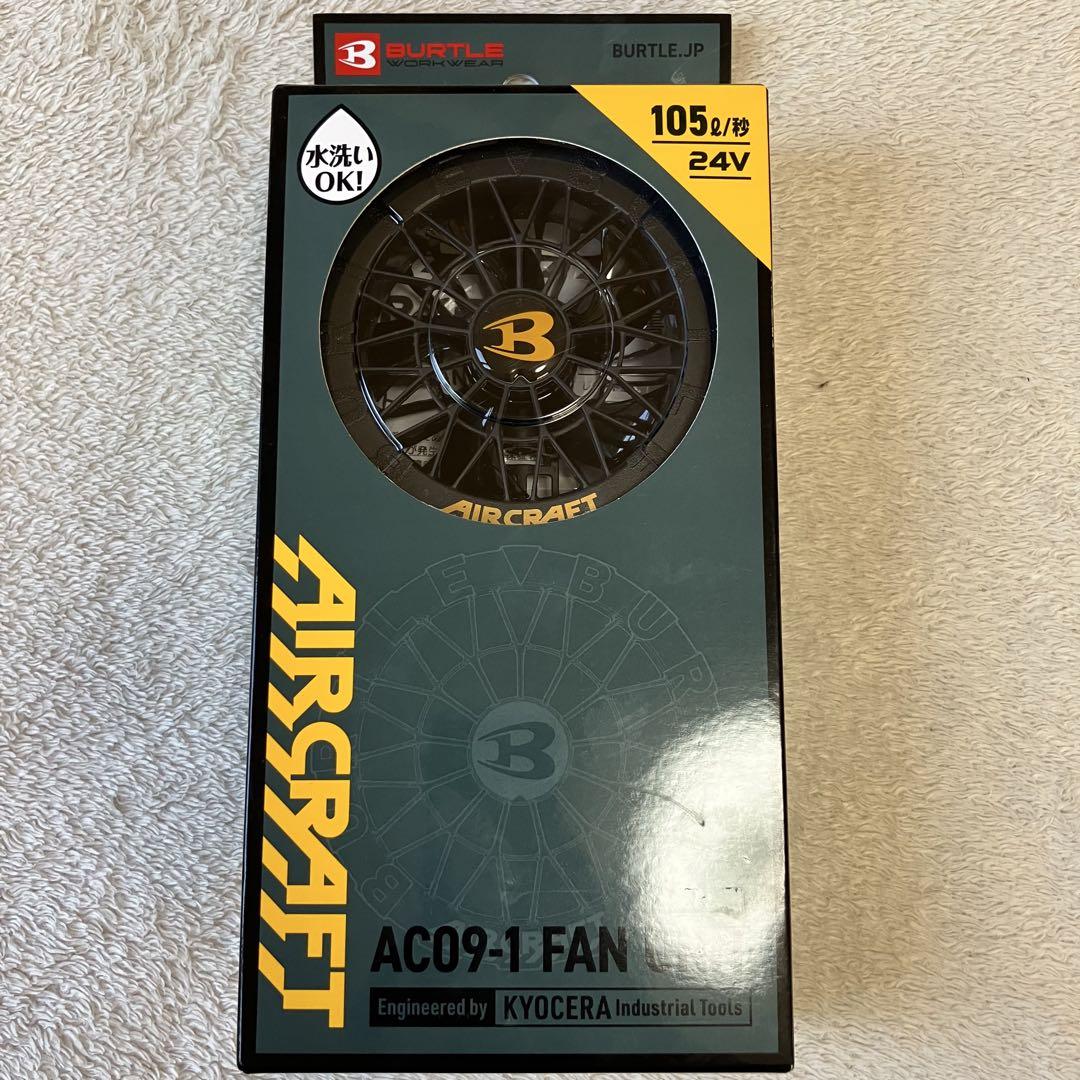 BURTLE
WORKWEAR
BURTLE.JP
水洗い
OK!
105ℓ/秒
24V
B
AIRCRAFT
AIRCRAFT
B
AC09-1 FAN
Engineered by KYOCERA Industrial Tools